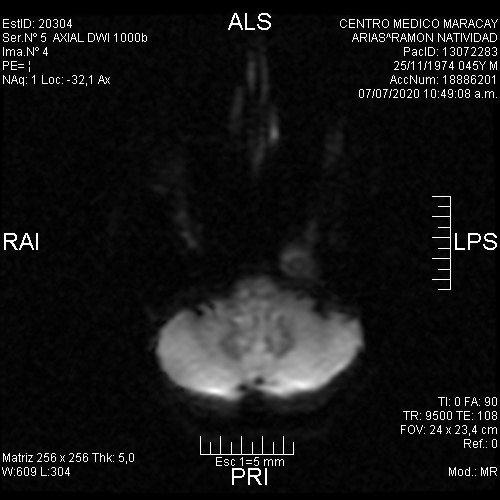 EstID: 20304
Ser.Nº 5 AXIAL DWI 1000b
Ima.Nº 4
PE= ¦
NAq: 1 Loc: -32,1 Ax
ALS
CENTRO MEDICO MARACAY
ARIAS^RAMON NATIVIDAD
PacID: 13072283
25/11/1974 045Y M
AccNum: 18886201
07/07/2020 10:49:08 a.m.
RAI
LPS
TI: 0 FA: 90
TR: 9500 TE: 108
FOV: 24 x 23,4 cm
Ref.: 0
Matriz 256 x 256 Thk: 5,0
W:609 L:304
Esc 1=5 mm
PRI
Mod.: MR